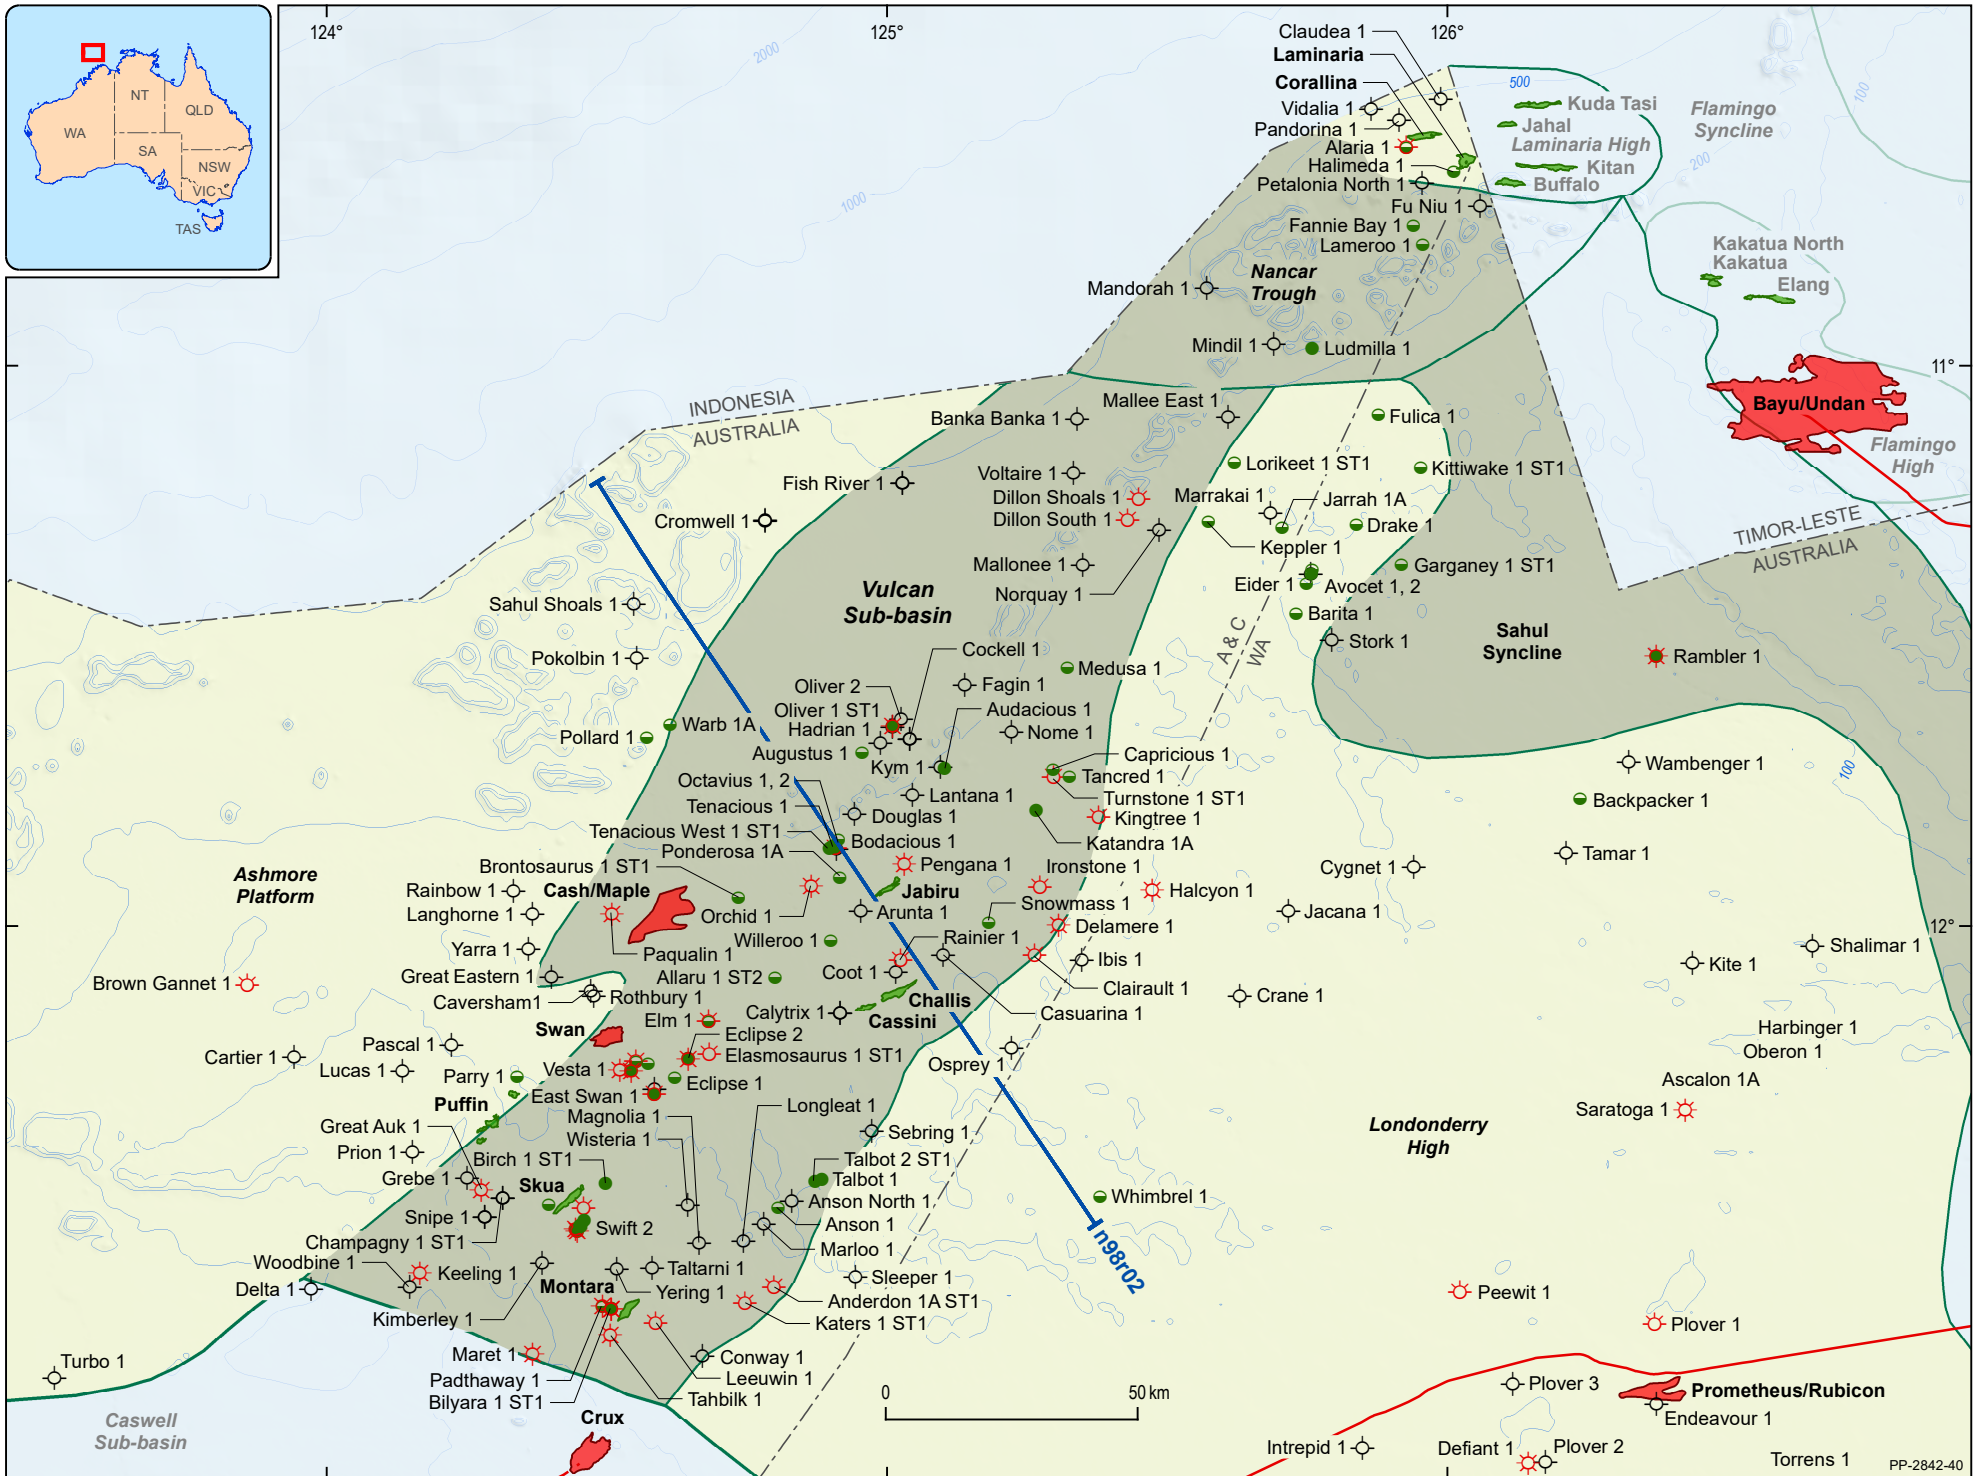 124°
125°
126°
NT
QLD
WA
SA
NSW
VIC
TAS
2000
1000
500
100
200
Claudea 1
Laminaria
Corallina
Vidalia 1
Pandorina 1
Alaria 1
Halimeda 1
Petalonia North 1
Fu Niu 1
Fannie Bay 1
Lameroo 1
Kuda Tasi
Jahal
Laminaria High
Kitan
Buffalo
Flamingo
Syncline
Kakatua North
Kakatua
Elang
Nancar
Trough
Mandorah 1
Mindil 1
Ludmilla 1
11°
Bayu/Undan
Flamingo
High
INDONESIA
AUSTRALIA
Banka Banka 1
Mallee East 1
Fulica 1
Voltaire 1
Lorikeet 1 ST1
Kittiwake 1 ST1
Fish River 1
Dillon Shoals 1
Marrakai 1
Jarrah 1A
Cromwell 1
Dillon South 1
Drake 1
TIMOR-LESTE
AUSTRALIA
Keppler 1
Mallonee 1
Garganey 1 ST1
Norquay 1
Eider 1
Avocet 1, 2
Vulcan
Sub-basin
Sahul Shoals 1
Barita 1
A & C
WA
Stork 1
Sahul
Syncline
Rambler 1
Pokolbin 1
Cockell 1
Medusa 1
Oliver 2
Fagin 1
Oliver 1 ST1
Audacious 1
Hadrian 1
Nome 1
Warb 1A
Pollard 1
Augustus 1
Kym 1
Capricious 1
Tancred 1
Wambenger 1
100
Octavius 1, 2
Lantana 1
Turnstone 1 ST1
Backpacker 1
Tenacious 1
Douglas 1
Kingtree 1
Tenacious West 1 ST1
Bodacious 1
Katandra 1A
Ponderosa 1A
Tamar 1
Brontosaurus 1 ST1
Pengana 1
Ironstone 1
Cygnet 1
Ashmore
Platform
Rainbow 1
Cash/Maple
Jabiru
Halcyon 1
Langhorne 1
Orchid 1
Arunta 1
Snowmass 1
Jacana 1
Delamere 1
12°
Yarra 1
Willeroo 1
Rainier 1
Paqualin 1
Ibis 1
Shalimar 1
Kite 1
Great Eastern 1
Allaru 1 ST2
Coot 1
Brown Gannet 1
Clairault 1
Crane 1
Caversham1
Rothbury 1
Challis
Cassini
Calytrix 1
Casuarina 1
Swan
Elm 1
Harbinger 1
Eclipse 2
Pascal 1
Oberon 1
Cartier 1
Elasmosaurus 1 ST1
Osprey 1
Lucas 1
Vesta 1
Parry 1
Eclipse 1
Ascalon 1A
East Swan 1
Puffin
Longleat 1
Saratoga 1
Magnolia 1
Great Auk 1
Wisteria 1
Sebring 1
Londonderry
High
Prion 1
Birch 1 ST1
Talbot 2 ST1
Grebe 1
Skua
Talbot 1
Anson North 1
Whimbrel 1
Snipe 1
Swift 2
Anson 1
Champagny 1 ST1
Marloo 1
n98r02
Woodbine 1
Keeling 1
Taltarni 1
Sleeper 1
Delta 1
Montara
Yering 1
Anderdon 1A ST1
Peewit 1
Kimberley 1
Katers 1 ST1
Plover 1
Maret 1
Conway 1
Turbo 1
Padthaway 1
Leeuwin 1
Bilyara 1 ST1
Tahbilk 1
Plover 3
Prometheus/Rubicon
Endeavour 1
0
50 km
Crux
Caswell
Sub-basin
Intrepid 1
Defiant 1
Plover 2
Torrens 1
PP-2842-40